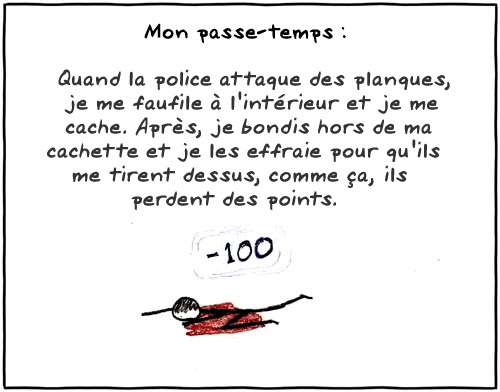 Mon passe-temps :
Quand la police attaque des planques,
je me faufile à l'intérieur et je me
cache. Après, je bondis hors de ma
cachette et je les effraie pour qu'ils
me tirent dessus, comme ça, ils
perdent des points.
-100